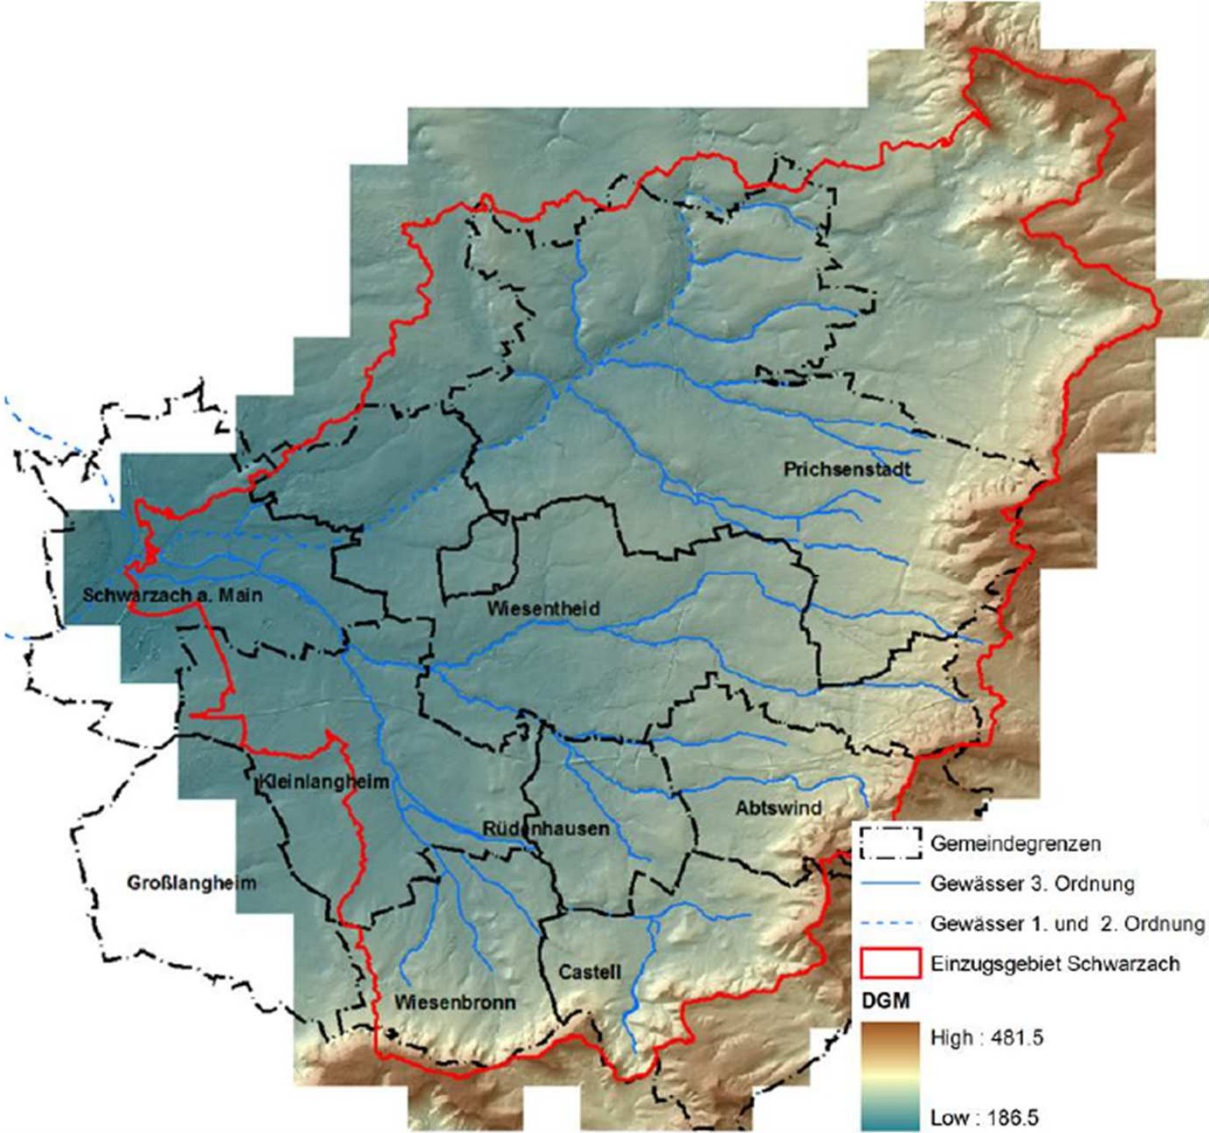 Prichsenstadt
Schwarzach a. Main
Wiesentheid
Kleinlangheim
Abtswind
Rüdenhausen
Großlangheim
Castell
Wiesenbronn
Gemeindegrenzen
Gewässer 3. Ordnung
Gewässer 1. und 2. Ordnung
Einzugsgebiet Schwarzach
DGM
High : 481.5
Low : 186.5